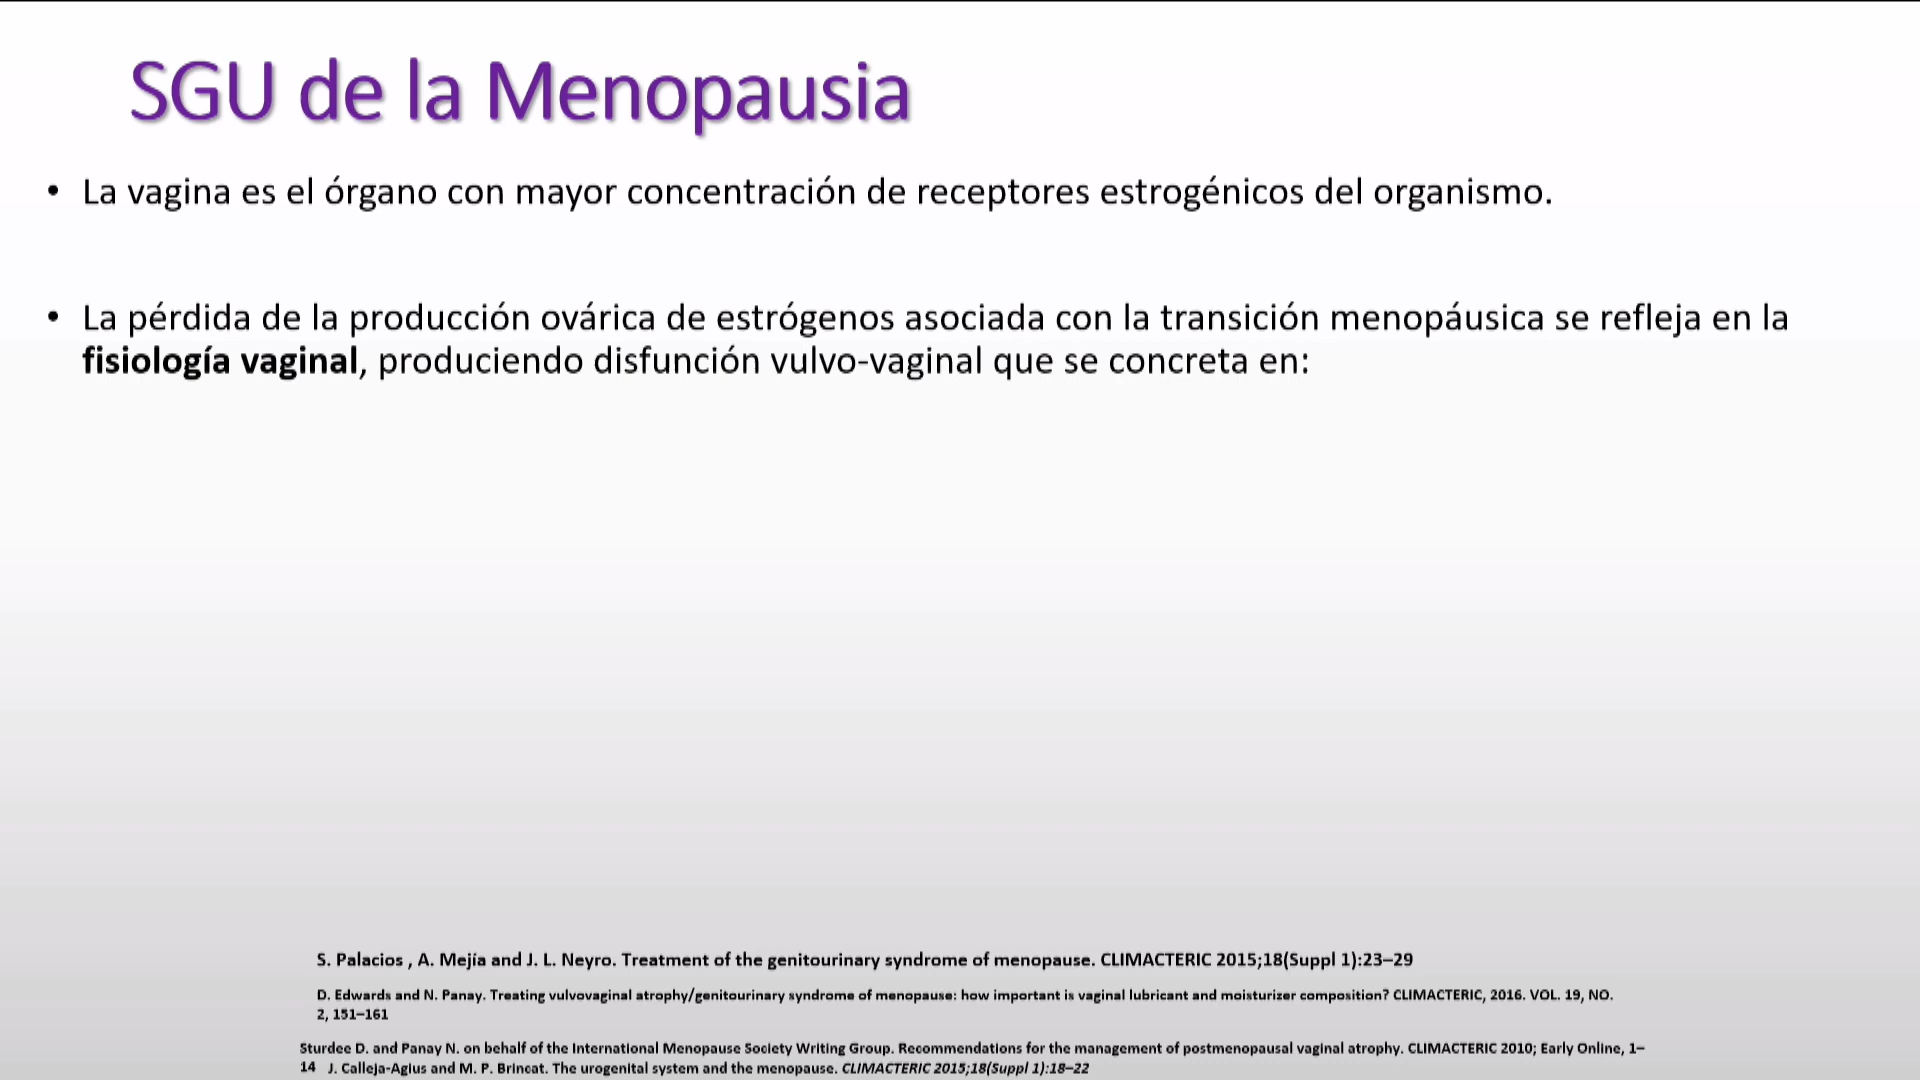 SGU de la Menopausia
• La vagina es el órgano con mayor concentración de receptores estrogénicos del organismo.
• La pérdida de la producción ovárica de estrógenos asociada con la transición menopáusica se refleja en la
fisiología vaginal, produciendo disfunción vulvo-vaginal que se concreta en:
S. Palacios , A. Mejía and J. L. Neyro. Treatment of the genitourinary syndrome of menopause. CLIMACTERIC 2015;18(Suppl 1):23–29
D. Edwards and N. Panay. Treating vulvovaginal atrophy/genitourinary syndrome of menopause: how important is vaginal lubricant and moisturizer composition? CLIMACTERIC, 2016. VOL. 19, NO.
2, 151–161
Sturdee D. and Panay N. on behalf of the International Menopause Society Writing Group. Recommendations for the management of postmenopausal vaginal atrophy. CLIMACTERIC 2010; Early Online, 1–
14 J. Calleja-Agius and M. P. Brincat. The urogenital system and the menopause. CLIMACTERIC 2015;18(Suppl 1):18–22